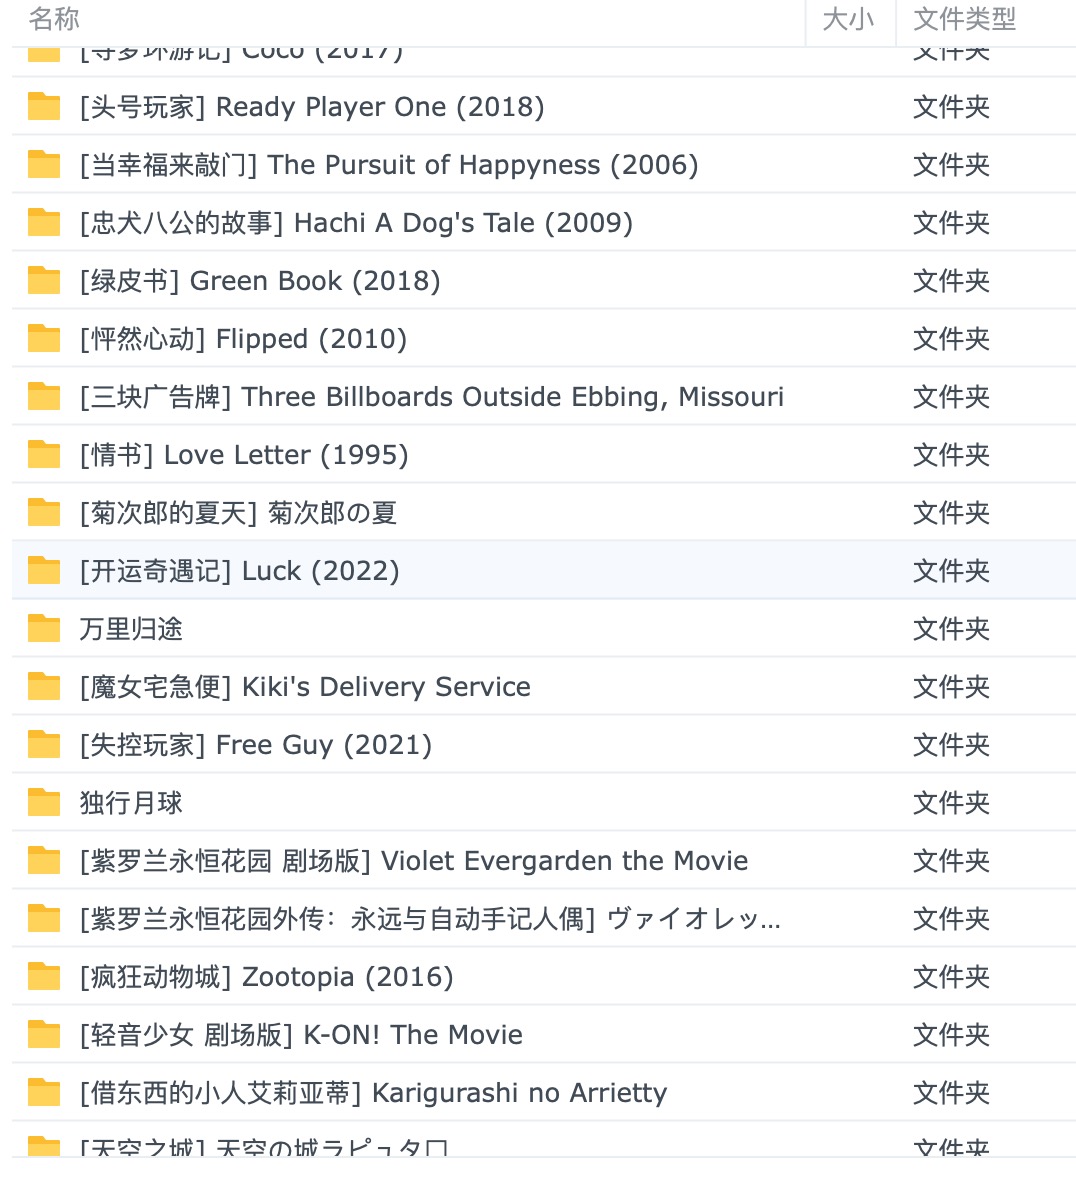 名称 大小 文件类型
[寻梦环游记] Coco (2017) 文件夹
[头号玩家] Ready Player One (2018) 文件夹
[当幸福来敲门] The Pursuit of Happyness (2006) 文件夹
[忠犬八公的故事] Hachi A Dog's Tale (2009) 文件夹
[绿皮书] Green Book (2018) 文件夹
[怦然心动] Flipped (2010) 文件夹
[三块广告牌] Three Billboards Outside Ebbing, Missouri 文件夹
[情书] Love Letter (1995) 文件夹
[菊次郎的夏天] 菊次郎の夏 文件夹
[开运奇遇记] Luck (2022) 文件夹
万里归途 文件夹
[魔女宅急便] Kiki's Delivery Service 文件夹
[失控玩家] Free Guy (2021) 文件夹
独行月球 文件夹
[紫罗兰永恒花园 剧场版] Violet Evergarden the Movie 文件夹
[紫罗兰永恒花园外传：永远与自动手记人偶] ヴァイオレッ... 文件夹
[疯狂动物城] Zootopia (2016) 文件夹
[轻音少女 剧场版] K-ON! The Movie 文件夹
[借东西的小人艾莉亚蒂] Karigurashi no Arrietty 文件夹
[天空之城] 天空の城ラピュタ 文件夹